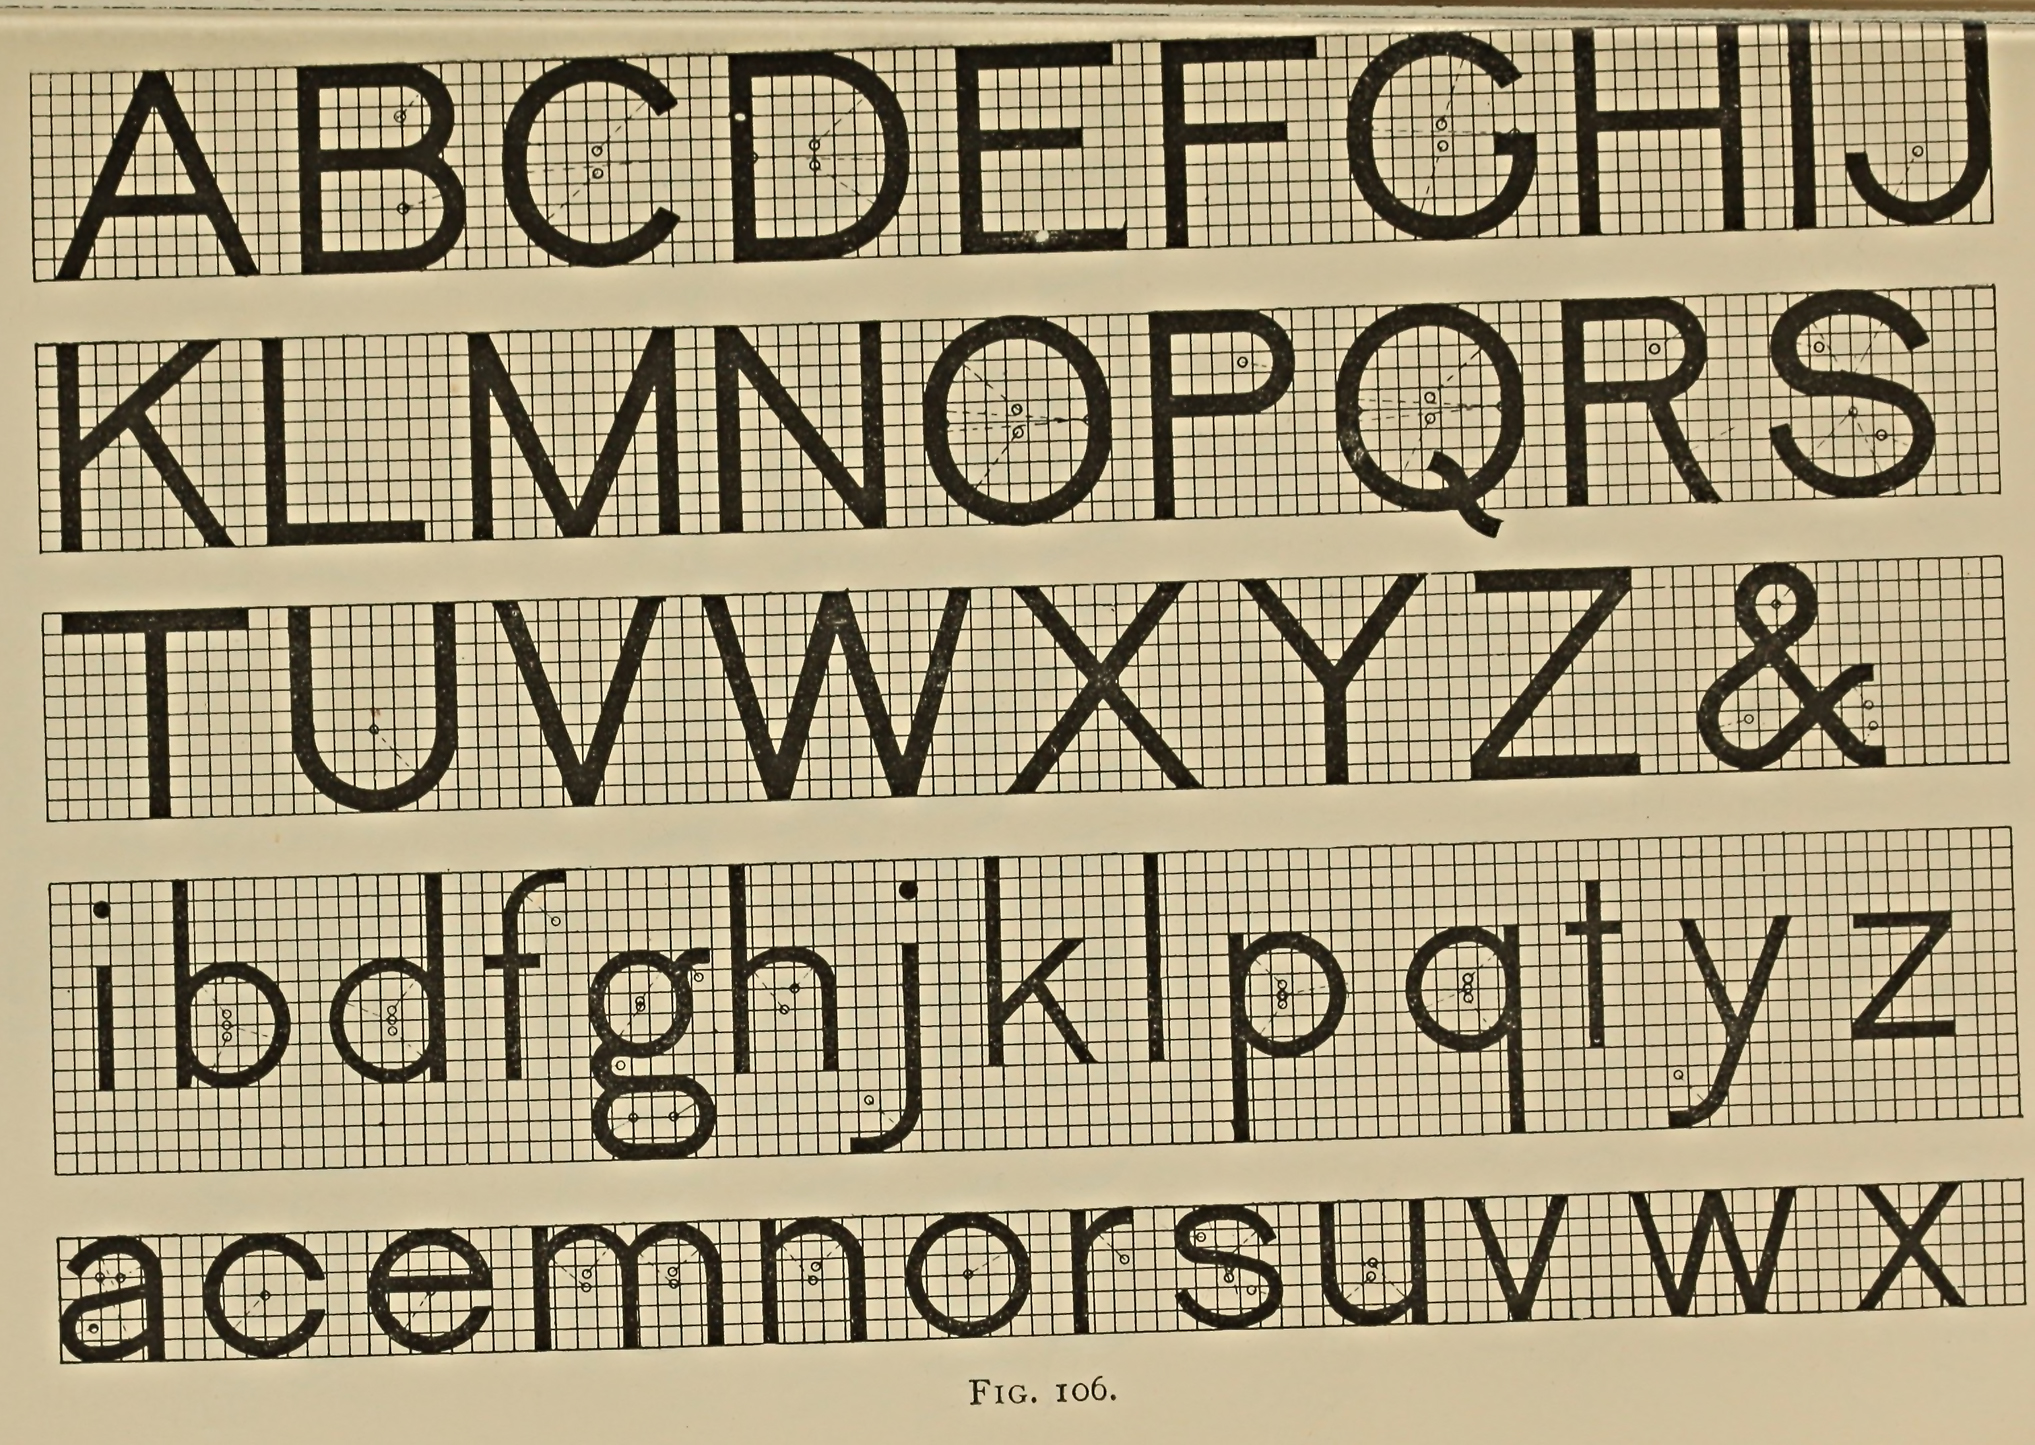 ABCDEFGHIJ
KLMNOPQRS
TUVWXYZ&
ibdfghjklpqtyz
acemnorsuvwx
FIG. 106.